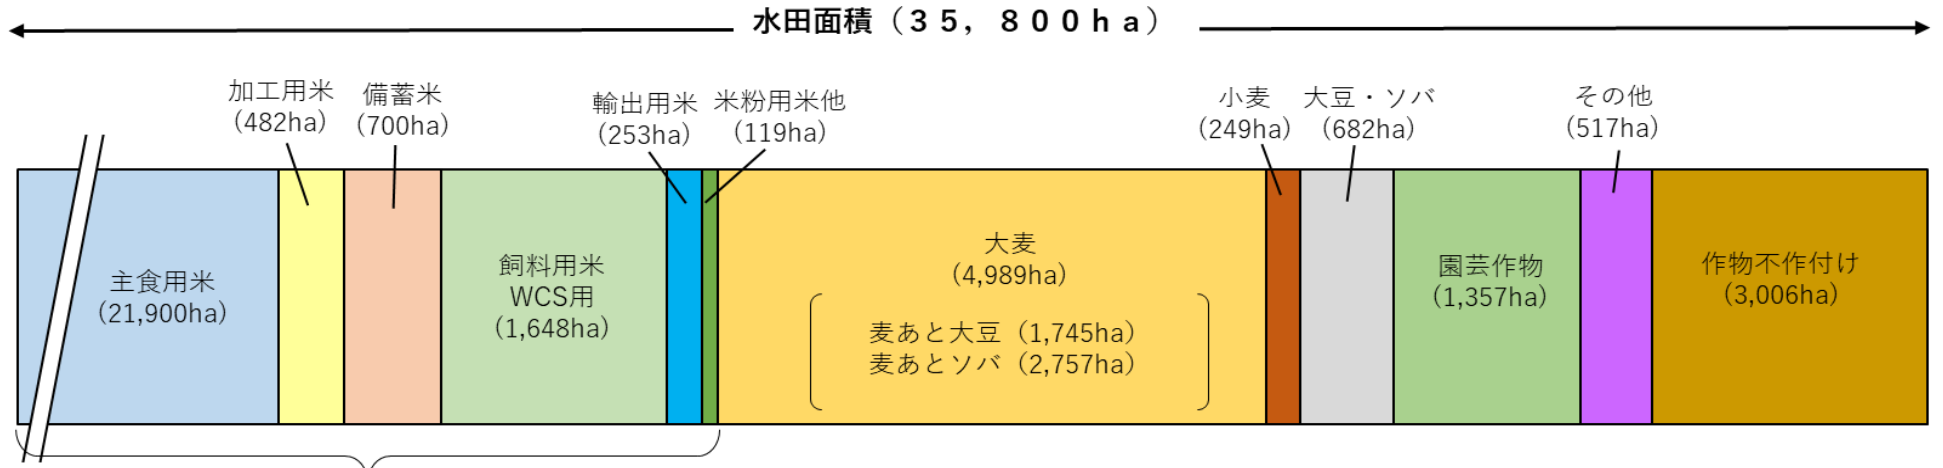 水田面積（３５，８００ｈａ）
加工用米
（482ha）
備蓄米
（700ha）
輸出用米
（253ha）
米粉用米他
（119ha）
小麦
（249ha）
大豆・ソバ
（682ha）
その他
（517ha）
主食用米
（21,900ha）
飼料用米
WCS用
（1,648ha）
大麦
（4,989ha）
麦あと大豆（1,745ha）
麦あとソバ（2,757ha）
園芸作物
（1,357ha）
作物不作付け
（3,006ha）